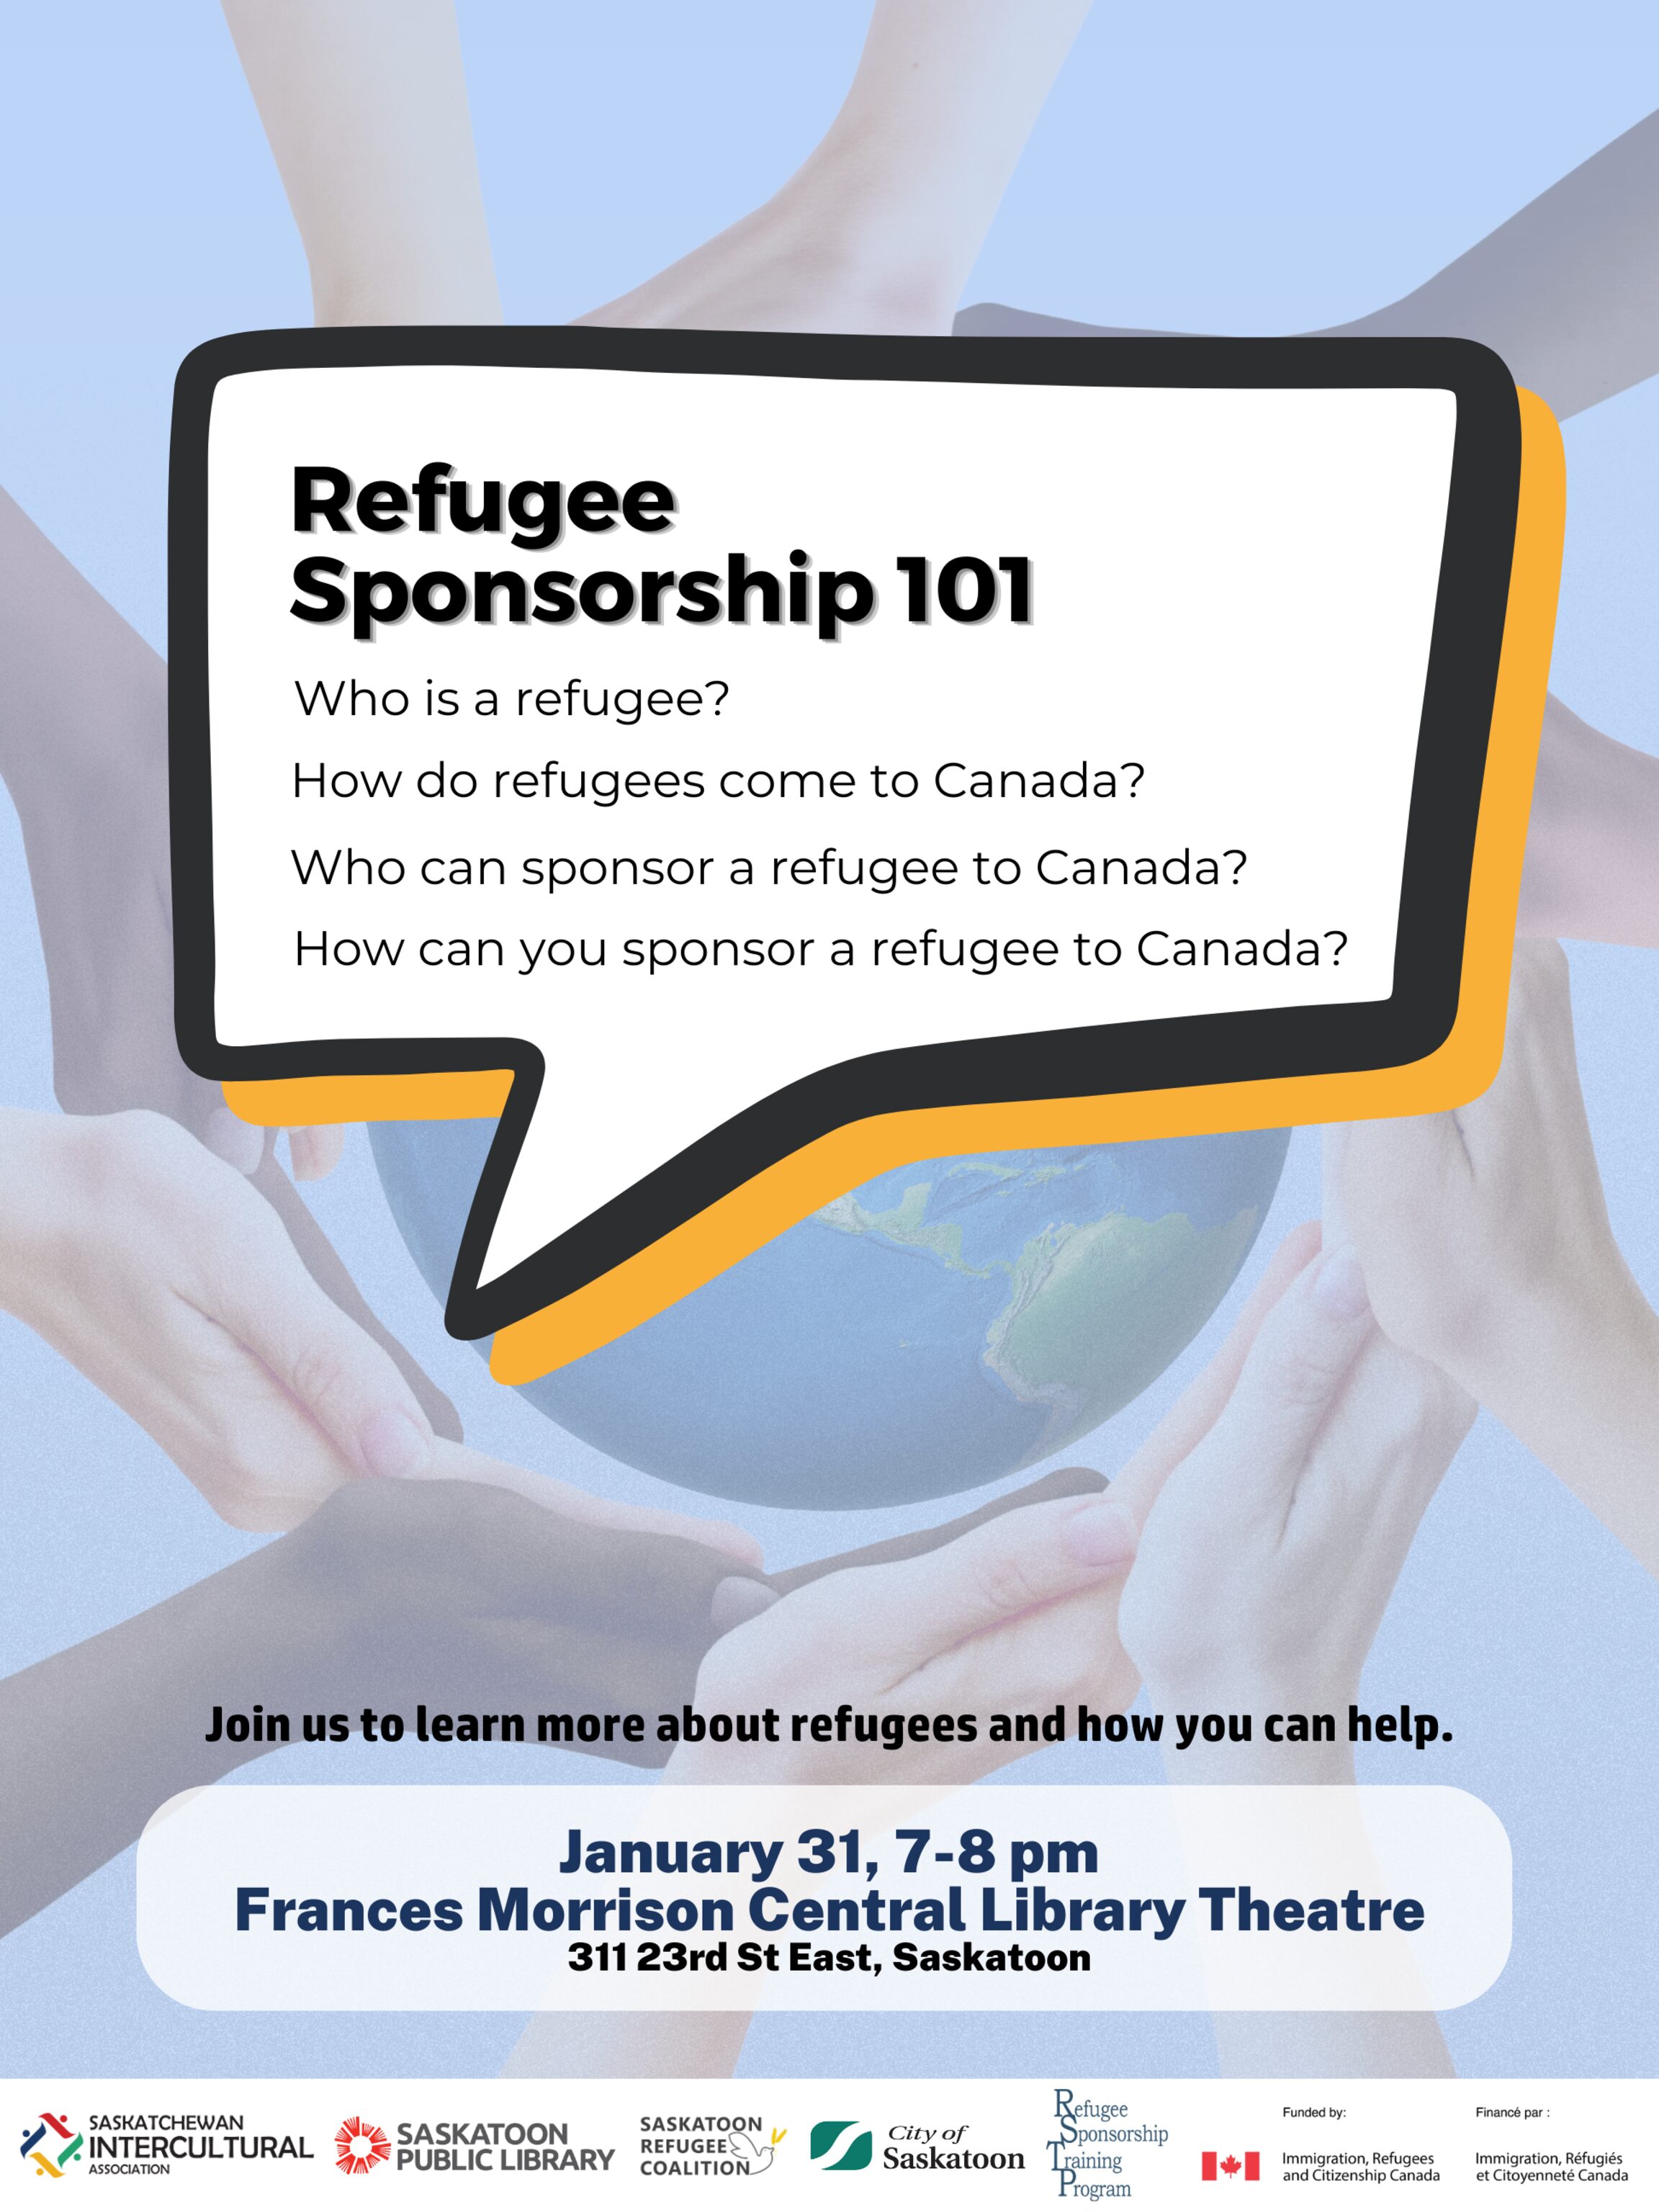 Refugee
Sponsorship 101
Who is a refugee?
How do refugees come to Canada?
Who can sponsor a refugee to Canada?
How can you sponsor a refugee to Canada?
Join us to learn more about refugees and how you can help.
January 31, 7-8 pm
Frances Morrison Central Library Theatre
311 23rd St East, Saskatoon
SASKATCHEWAN
INTERCULTURAL
ASSOCIATION
SASKATOON
PUBLIC LIBRARY
SASKATOON
REFUGEE
COALITION
City of
Saskatoon
Refugee
Sponsorship
Training
Program
Funded by:
Immigration, Refugees
and Citizenship Canada
Financé par :
Immigration, Réfugiés
et Citoyenneté Canada